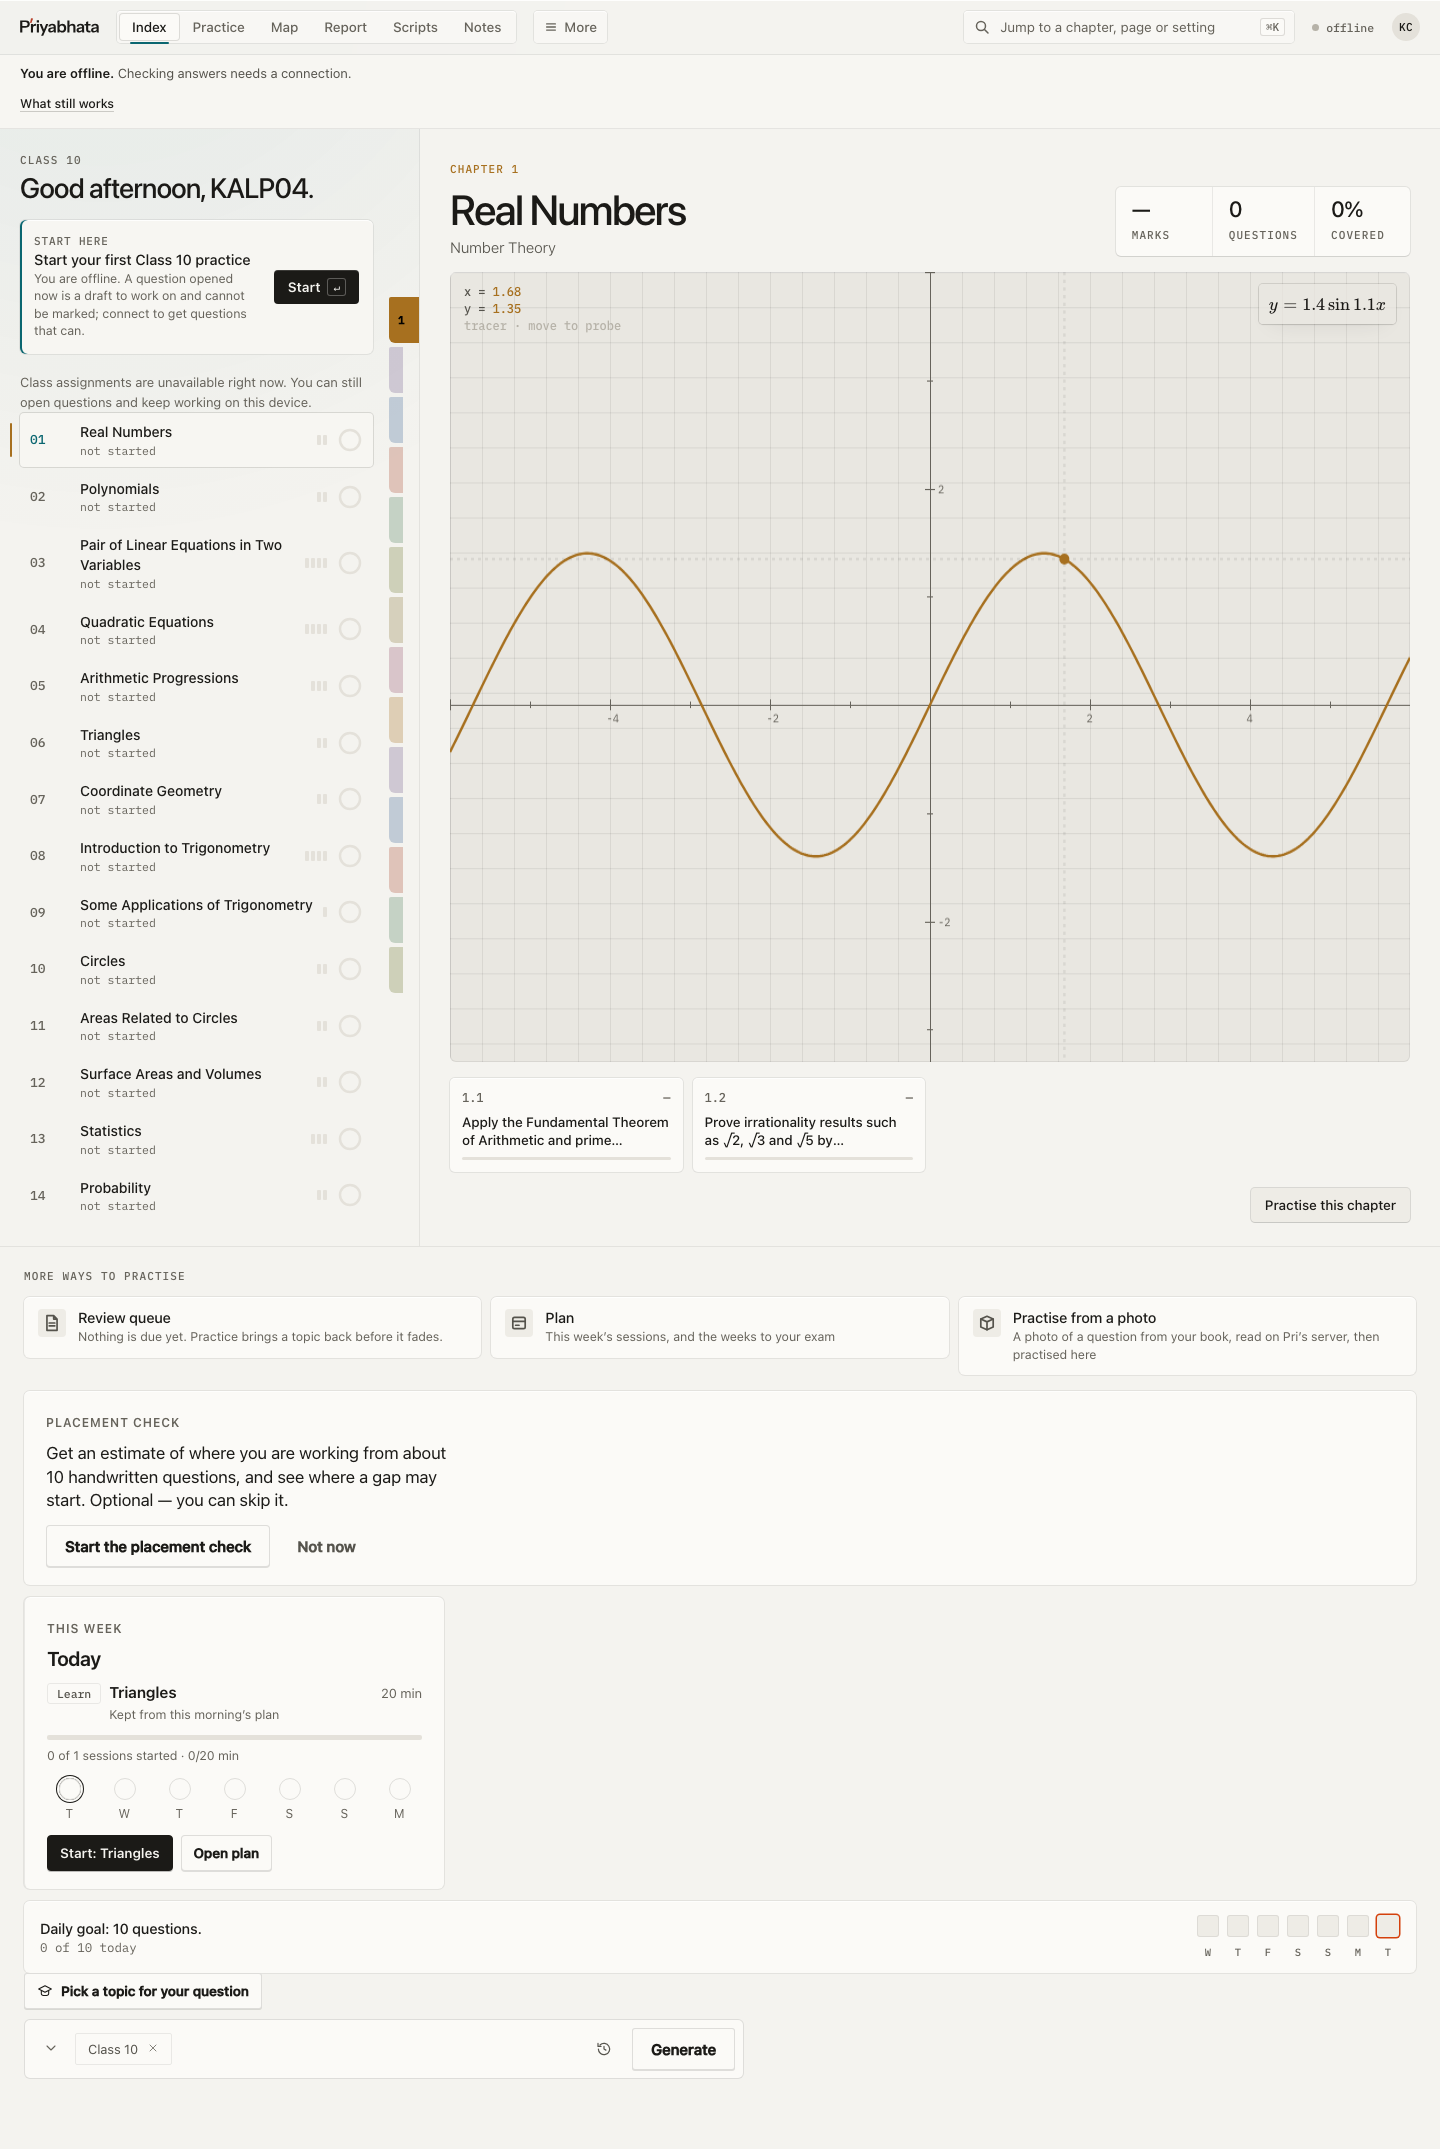 Priyabhata
Index
Practice
Map
Report
Scripts
Notes
More
Jump to a chapter, page or setting
⌘K
offline
KC
You are offline. Checking answers needs a connection.
What still works
CLASS 10
Good afternoon, KALP04.
START HERE
Start your first Class 10 practice
You are offline. A question opened
now is a draft to work on and cannot
be marked; connect to get questions
that can.
Start ↵
Class assignments are unavailable right now. You can still
open questions and keep working on this device.
01
Real Numbers
not started
02
Polynomials
not started
03
Pair of Linear Equations in Two
Variables
not started
04
Quadratic Equations
not started
05
Arithmetic Progressions
not started
06
Triangles
not started
07
Coordinate Geometry
not started
08
Introduction to Trigonometry
not started
09
Some Applications of Trigonometry
not started
10
Circles
not started
11
Areas Related to Circles
not started
12
Surface Areas and Volumes
not started
13
Statistics
not started
14
Probability
not started
1
CHAPTER 1
Real Numbers
Number Theory
—
MARKS
0
QUESTIONS
0%
COVERED
x = 1.68
y = 1.35
tracer · move to probe
y = 1.4 sin 1.1x
2
-4
-2
2
4
-2
1.1 —
Apply the Fundamental Theorem
of Arithmetic and prime…
1.2 —
Prove irrationality results such
as √2, √3 and √5 by…
Practise this chapter
MORE WAYS TO PRACTISE
Review queue
Nothing is due yet. Practice brings a topic back before it fades.
Plan
This week's sessions, and the weeks to your exam
Practise from a photo
A photo of a question from your book, read on Pri's server, then
practised here
PLACEMENT CHECK
Get an estimate of where you are working from about
10 handwritten questions, and see where a gap may
start. Optional — you can skip it.
Start the placement check
Not now
THIS WEEK
Today
Learn Triangles 20 min
Kept from this morning's plan
0 of 1 sessions started · 0/20 min
T W T F S S M
Start: Triangles
Open plan
Daily goal: 10 questions.
0 of 10 today
W T F S S M T
Pick a topic for your question
Class 10 ×
Generate